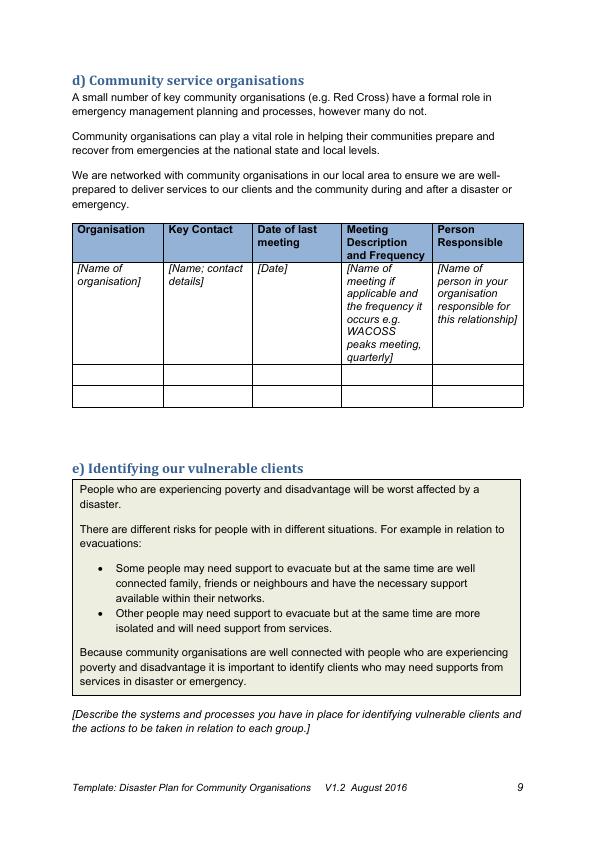 d) Community service organisations
A small number of key community organisations (e.g. Red Cross) have a formal role in
emergency management planning and processes, however many do not.
Community organisations can play a vital role in helping their communities prepare and
recover from emergencies at the national state and local levels.
We are networked with community organisations in our local area to ensure we are well-
prepared to deliver services to our clients and the community during and after a disaster or
emergency.
Organisation
Key Contact
Date of last
meeting
Meeting
Description
and Frequency
Person
Responsible
[Name of
organisation]
[Name; contact
details]
[Date]
[Name of
meeting if
applicable and
the frequency it
occurs e.g.
WACOSS
peaks meeting,
quarterly]
[Name of
person in your
organisation
responsible for
this relationship]
e) Identifying our vulnerable clients
People who are experiencing poverty and disadvantage will be worst affected by a
disaster.
There are different risks for people with in different situations. For example in relation to
evacuations:
• Some people may need support to evacuate but at the same time are well
connected family, friends or neighbours and have the necessary support
available within their networks.
• Other people may need support to evacuate but at the same time are more
isolated and will need support from services.
Because community organisations are well connected with people who are experiencing
poverty and disadvantage it is important to identify clients who may need supports from
services in disaster or emergency.
[Describe the systems and processes you have in place for identifying vulnerable clients and
the actions to be taken in relation to each group.]
Template: Disaster Plan for Community Organisations V1.2 August 2016 9